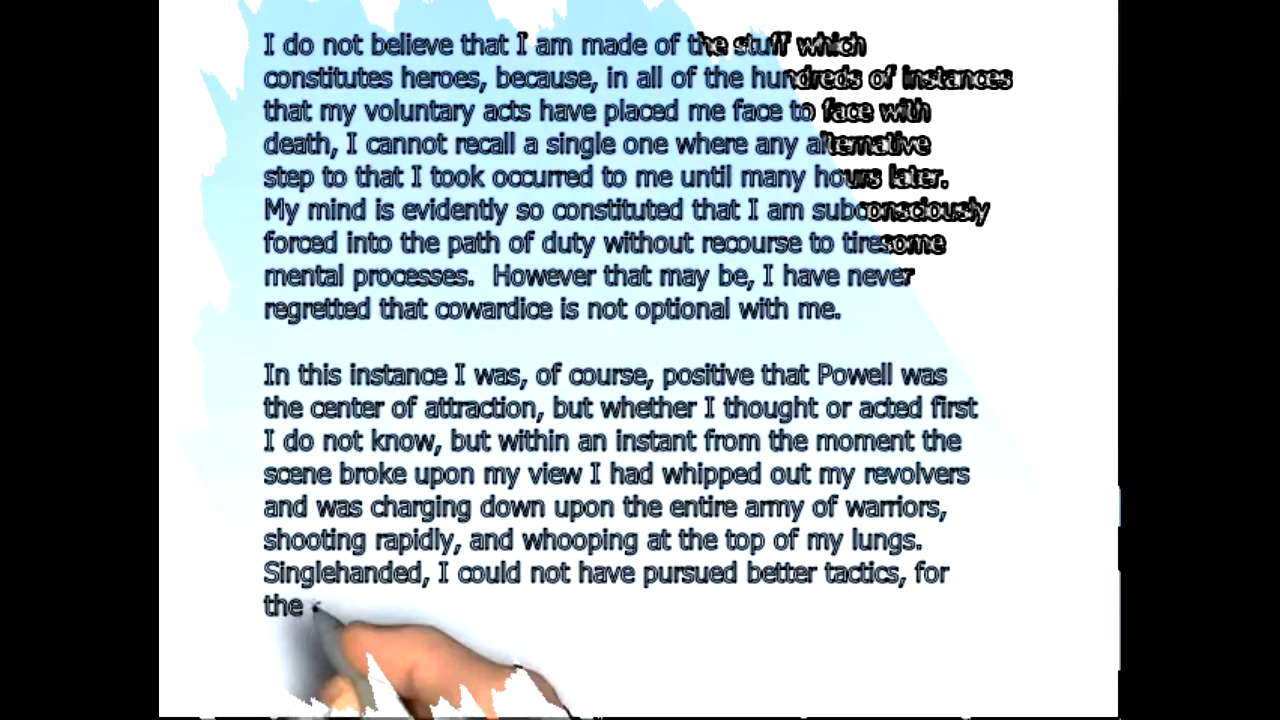 I do not believe that I am made of the stuff which
constitutes heroes, because, in all of the hundreds of instances
that my voluntary acts have placed me face to face with
death, I cannot recall a single one where any alternative
step to that I took occurred to me until many hours later.
My mind is evidently so constituted that I am subconsciously
forced into the path of duty without recourse to tiresome
mental processes. However that may be, I have never
regretted that cowardice is not optional with me.
In this instance I was, of course, positive that Powell was
the center of attraction, but whether I thought or acted first
I do not know, but within an instant from the moment the
scene broke upon my view I had whipped out my revolvers
and was charging down upon the entire army of warriors,
shooting rapidly, and whooping at the top of my lungs.
Singlehanded, I could not have pursued better tactics, for
the